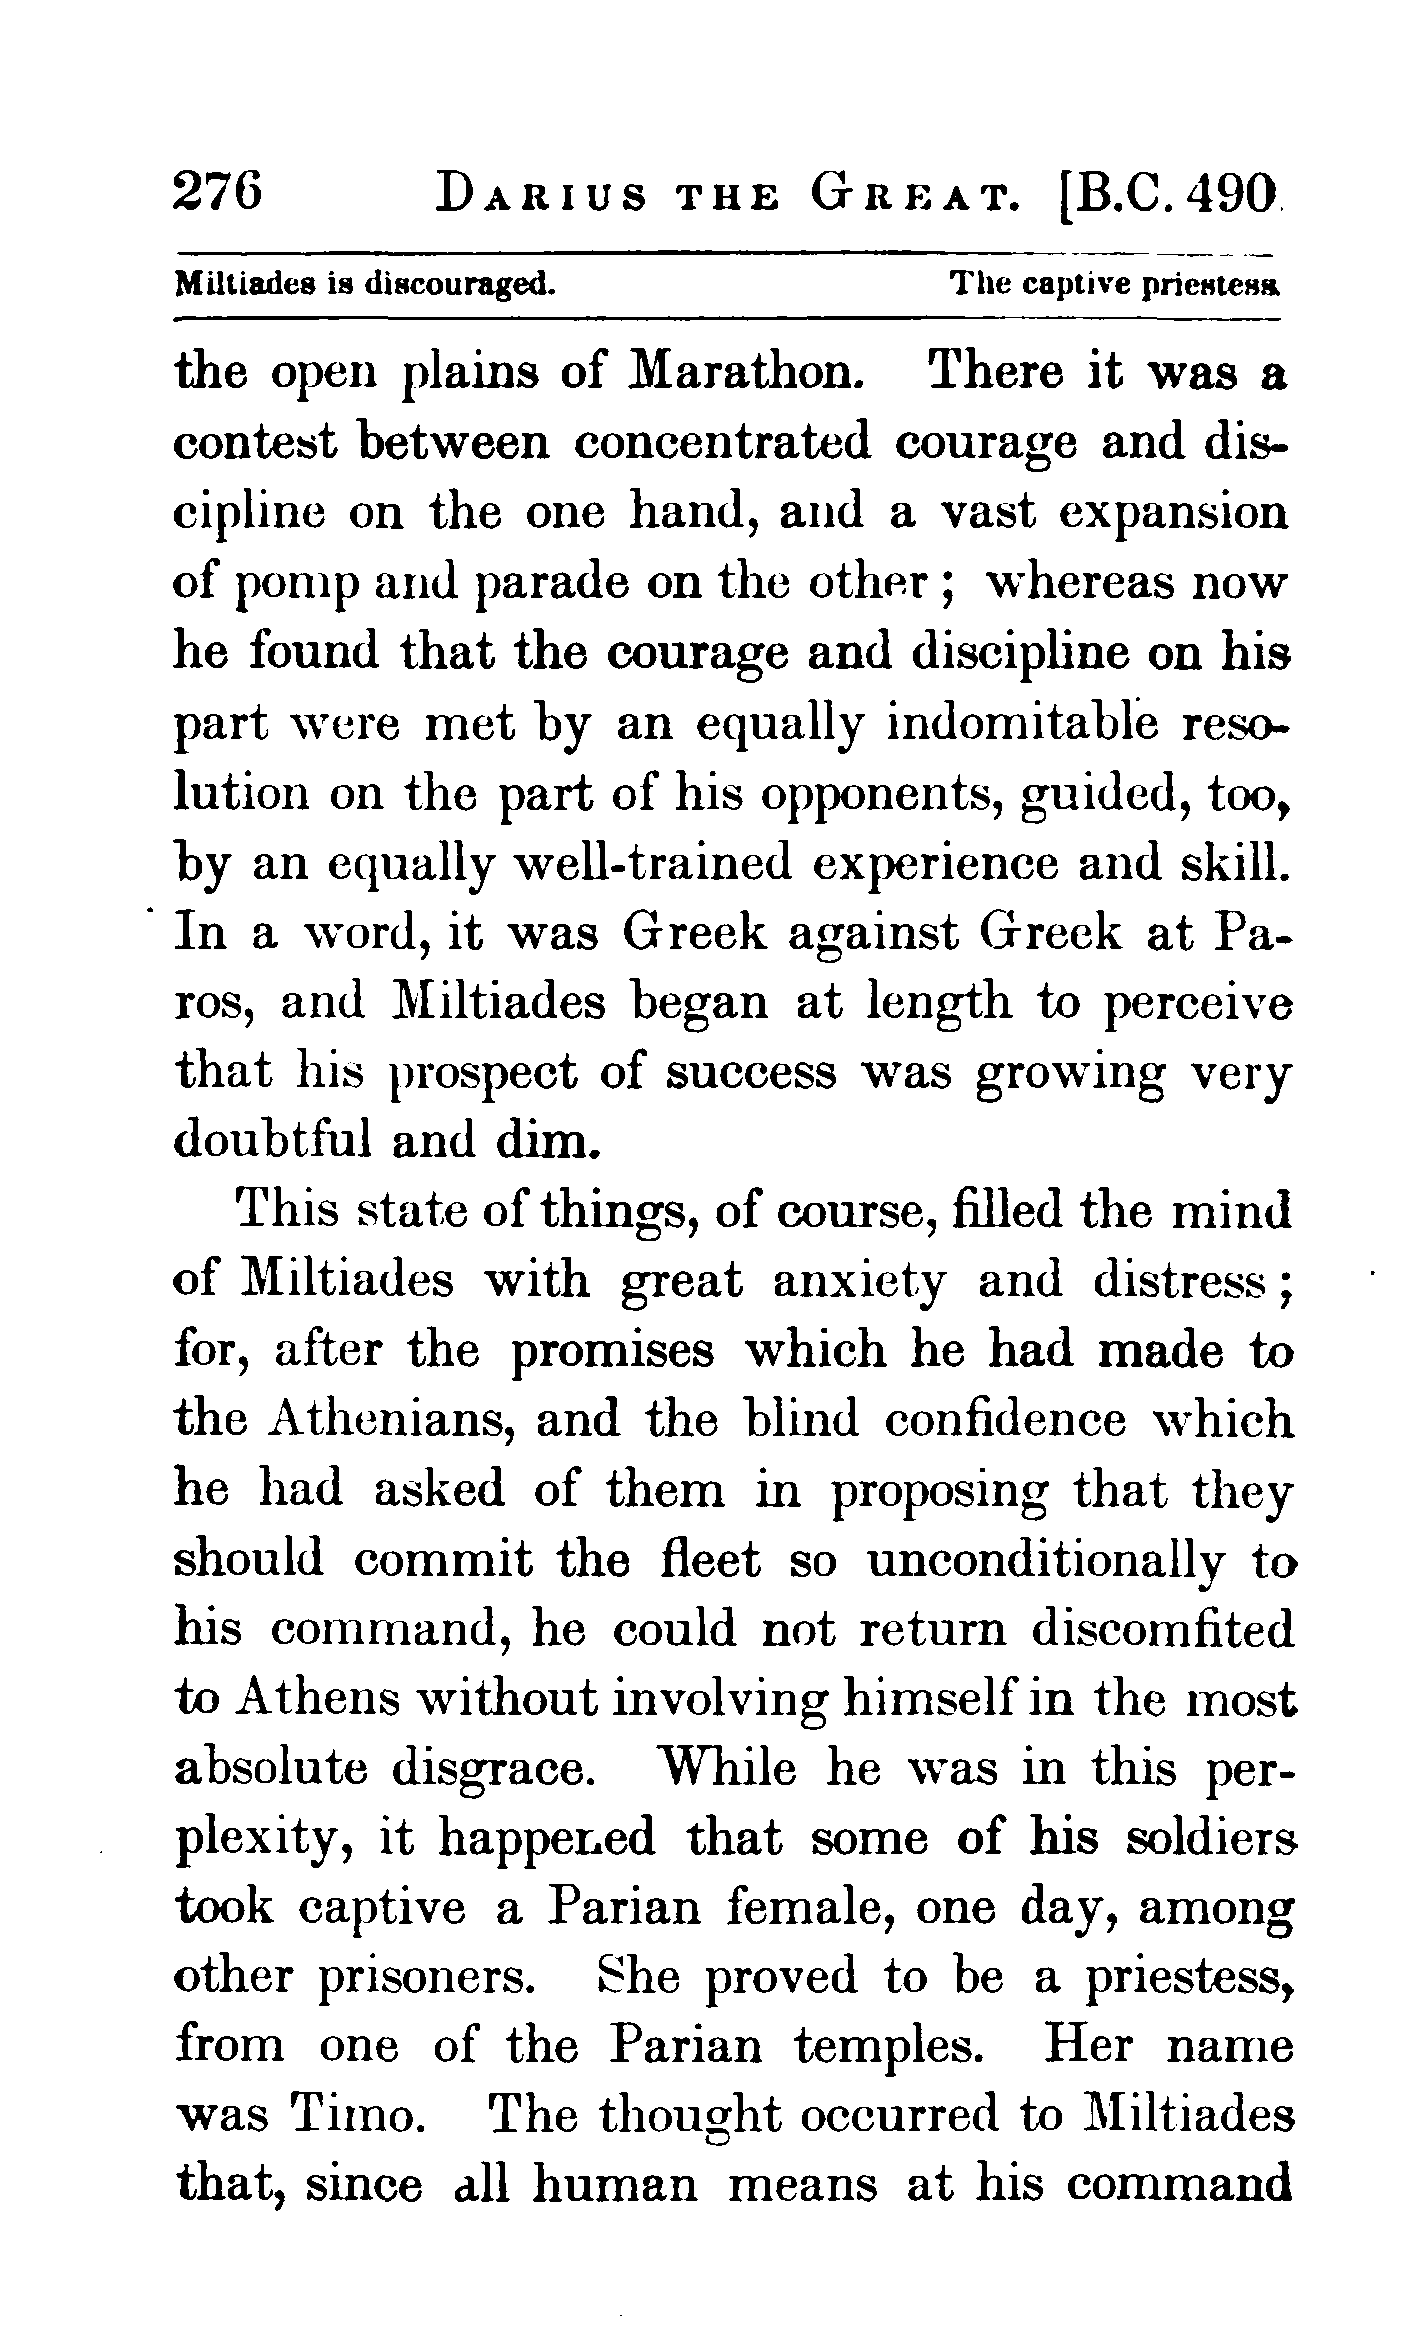 276 DARIUS THE GREAT. [B.C. 490.
Miltiades is discouraged. The captive priestess.
the open plains of Marathon. There it was a
contest between concentrated courage and dis-
cipline on the one hand, and a vast expansion
of pomp and parade on the other; whereas now
he found that the courage and discipline on his
part were met by an equally indomitable reso-
lution on the part of his opponents, guided, too,
by an equally well-trained experience and skill.
In a word, it was Greek against Greek at Pa-
ros, and Miltiades began at length to perceive
that his prospect of success was growing very
doubtful and dim.
This state of things, of course, filled the mind
of Miltiades with great anxiety and distress;
for, after the promises which he had made to
the Athenians, and the blind confidence which
he had asked of them in proposing that they
should commit the fleet so unconditionally to
his command, he could not return discomfited
to Athens without involving himself in the most
absolute disgrace. While he was in this per-
plexity, it happened that some of his soldiers
took captive a Parian female, one day, among
other prisoners. She proved to be a priestess,
from one of the Parian temples. Her name
was Timo. The thought occurred to Miltiades
that, since all human means at his command